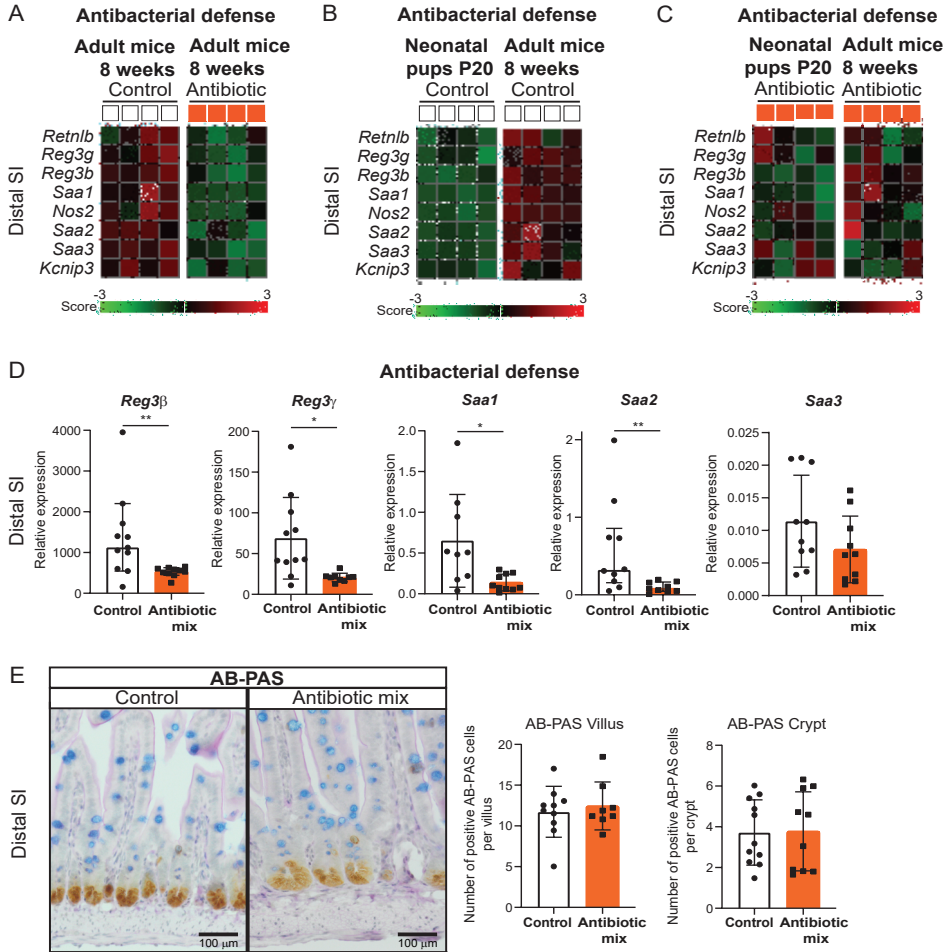 A
Antibacterial defense
Adult mice 8 weeks
Control
Adult mice 8 weeks
Antibiotic
Distal SI
Retnlb
Reg3g
Reg3b
Saa1
Nos2
Saa2
Saa3
Kcnip3
-3
3
Score
B
Antibacterial defense
Neonatal pups P20
Control
Adult mice 8 weeks
Control
Distal SI
Retnlb
Reg3g
Reg3b
Saa1
Nos2
Saa2
Saa3
Kcnip3
-3
3
Score
C
Antibacterial defense
Neonatal pups P20
Antibiotic
Adult mice 8 weeks
Antibiotic
Distal SI
Retnlb
Reg3g
Reg3b
Saa1
Nos2
Saa2
Saa3
Kcnip3
-3
3
Score
D
Antibacterial defense
Distal SI
Reg3β
**
Relative expression
4000
3000
2000
1000
0
Control
Antibiotic mix
Reg3γ
*
Relative expression
200
150
100
50
0
Control
Antibiotic mix
Saa1
*
Relative expression
2.0
1.5
1.0
0.5
0.0
Control
Antibiotic mix
Saa2
**
Relative expression
2
1
0
Control
Antibiotic mix
Saa3
Relative expression
0.025
0.020
0.015
0.010
0.005
0.000
Control
Antibiotic mix
E
AB-PAS
Control
Antibiotic mix
Distal SI
100 µm
100 µm
AB-PAS Villus
Number of positive AB-PAS cells
per villus
20
15
10
5
0
Control
Antibiotic
mix
AB-PAS Crypt
Number of positive AB-PAS cells
per crypt
8
6
4
2
0
Control
Antibiotic
mix